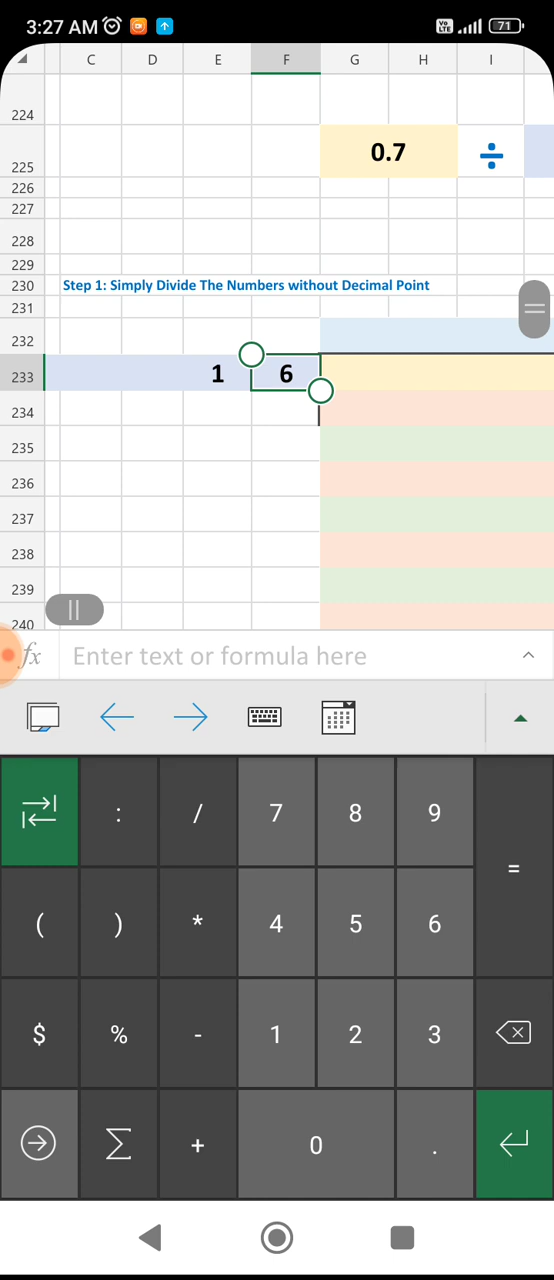 3:27 AM
Vo LTE
71
C D E F G H I
224
0.7 ÷
225
226
227
228
229
230 Step 1: Simply Divide The Numbers without Decimal Point
231
232
233 1 6
234
235
236
237
238
239
240
fx Enter text or formula here
: / 7 8 9
=
( ) * 4 5 6
$ % - 1 2 3
Σ + 0 .